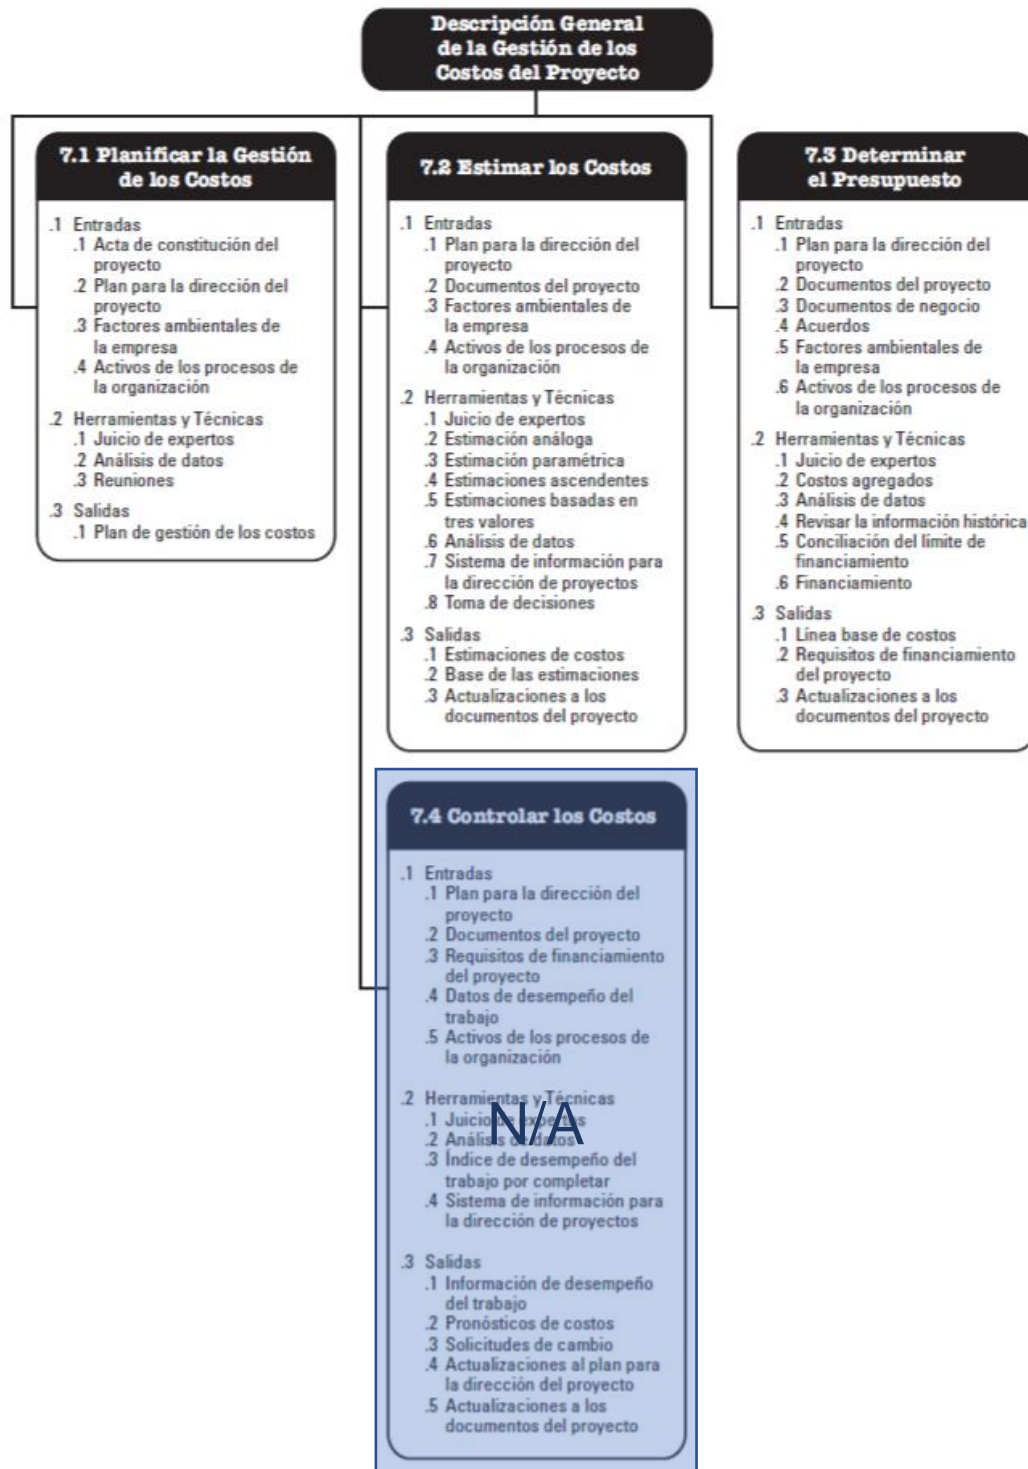 Descripción General
de la Gestión de los
Costos del Proyecto
7.1 Planificar la Gestión
de los Costos
.1 Entradas
.1 Acta de constitución del
proyecto
.2 Plan para la dirección del
proyecto
.3 Factores ambientales de
la empresa
.4 Activos de los procesos de
la organización
.2 Herramientas y Técnicas
.1 Juicio de expertos
.2 Análisis de datos
.3 Reuniones
.3 Salidas
.1 Plan de gestión de los costos
7.2 Estimar los Costos
.1 Entradas
.1 Plan para la dirección del
proyecto
.2 Documentos del proyecto
.3 Factores ambientales de
la empresa
.4 Activos de los procesos de
la organización
.2 Herramientas y Técnicas
.1 Juicio de expertos
.2 Estimación análoga
.3 Estimación paramétrica
.4 Estimaciones ascendentes
.5 Estimaciones basadas en
tres valores
.6 Análisis de datos
.7 Sistema de información para
la dirección de proyectos
.8 Toma de decisiones
.3 Salidas
.1 Estimaciones de costos
.2 Base de las estimaciones
.3 Actualizaciones a los
documentos del proyecto
7.3 Determinar
el Presupuesto
.1 Entradas
.1 Plan para la dirección del
proyecto
.2 Documentos del proyecto
.3 Documentos de negocio
.4 Acuerdos
.5 Factores ambientales de
la empresa
.6 Activos de los procesos de
la organización
.2 Herramientas y Técnicas
.1 Juicio de expertos
.2 Costos agregados
.3 Análisis de datos
.4 Revisar la información histórica
.5 Conciliación del límite de
financiamiento
.6 Financiamiento
.3 Salidas
.1 Línea base de costos
.2 Requisitos de financiamiento
del proyecto
.3 Actualizaciones a los
documentos del proyecto
7.4 Controlar los Costos
.1 Entradas
.1 Plan para la dirección del
proyecto
.2 Documentos del proyecto
.3 Requisitos de financiamiento
del proyecto
.4 Datos de desempeño del
trabajo
.5 Activos de los procesos de
la organización
.2 Herramientas y Técnicas
.1 Juicio de expertos
.2 Análisis de datos
.3 Índice de desempeño del
trabajo por completar
.4 Sistema de información para
la dirección de proyectos
N/A
.3 Salidas
.1 Información de desempeño
del trabajo
.2 Pronósticos de costos
.3 Solicitudes de cambio
.4 Actualizaciones al plan para
la dirección del proyecto
.5 Actualizaciones a los
documentos del proyecto